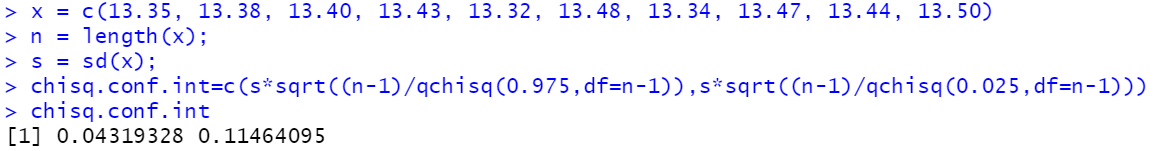 > x = c(13.35, 13.38, 13.40, 13.43, 13.32, 13.48, 13.34, 13.47, 13.44, 13.50)
> n = length(x);
> s = sd(x);
> chisq.conf.int=c(s*sqrt((n-1)/qchisq(0.975,df=n-1)),s*sqrt((n-1)/qchisq(0.025,df=n-1)))
> chisq.conf.int
[1] 0.04319328 0.11464095